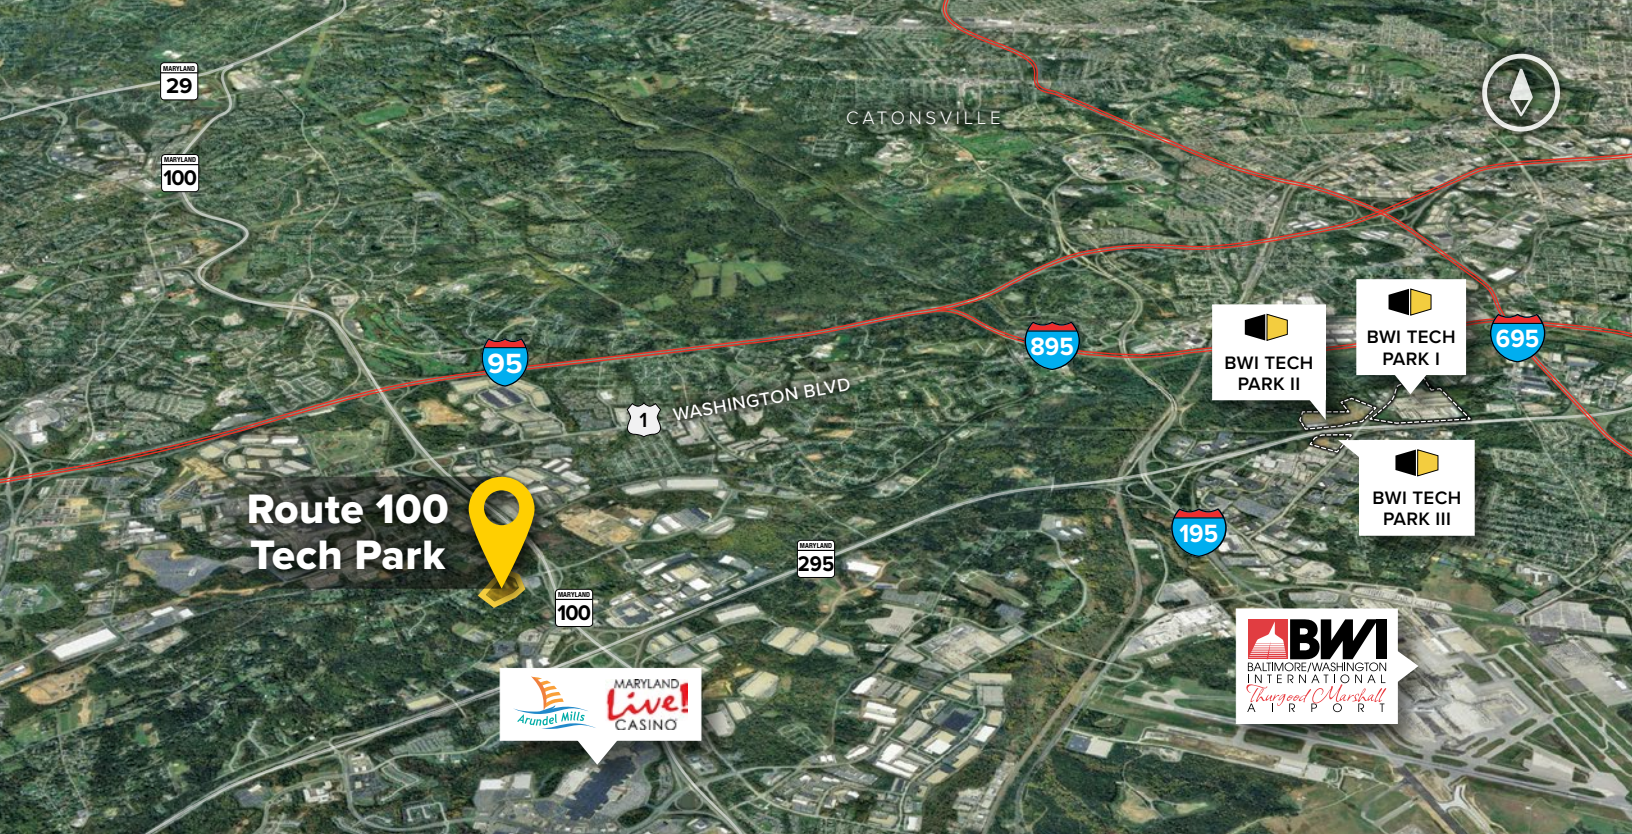 MARYLAND
29
MARYLAND
100
CATONSVILLE
BWI TECH
PARK I
BWI TECH
PARK II
95
895
695
1
WASHINGTON BLVD
BWI TECH
PARK III
Route 100
Tech Park
195
MARYLAND
295
MARYLAND
100
BWI
BALTIMORE/WASHINGTON
INTERNATIONAL
Thurgood Marshall
AIRPORT
Arundel Mills
MARYLAND
Live!
CASINO